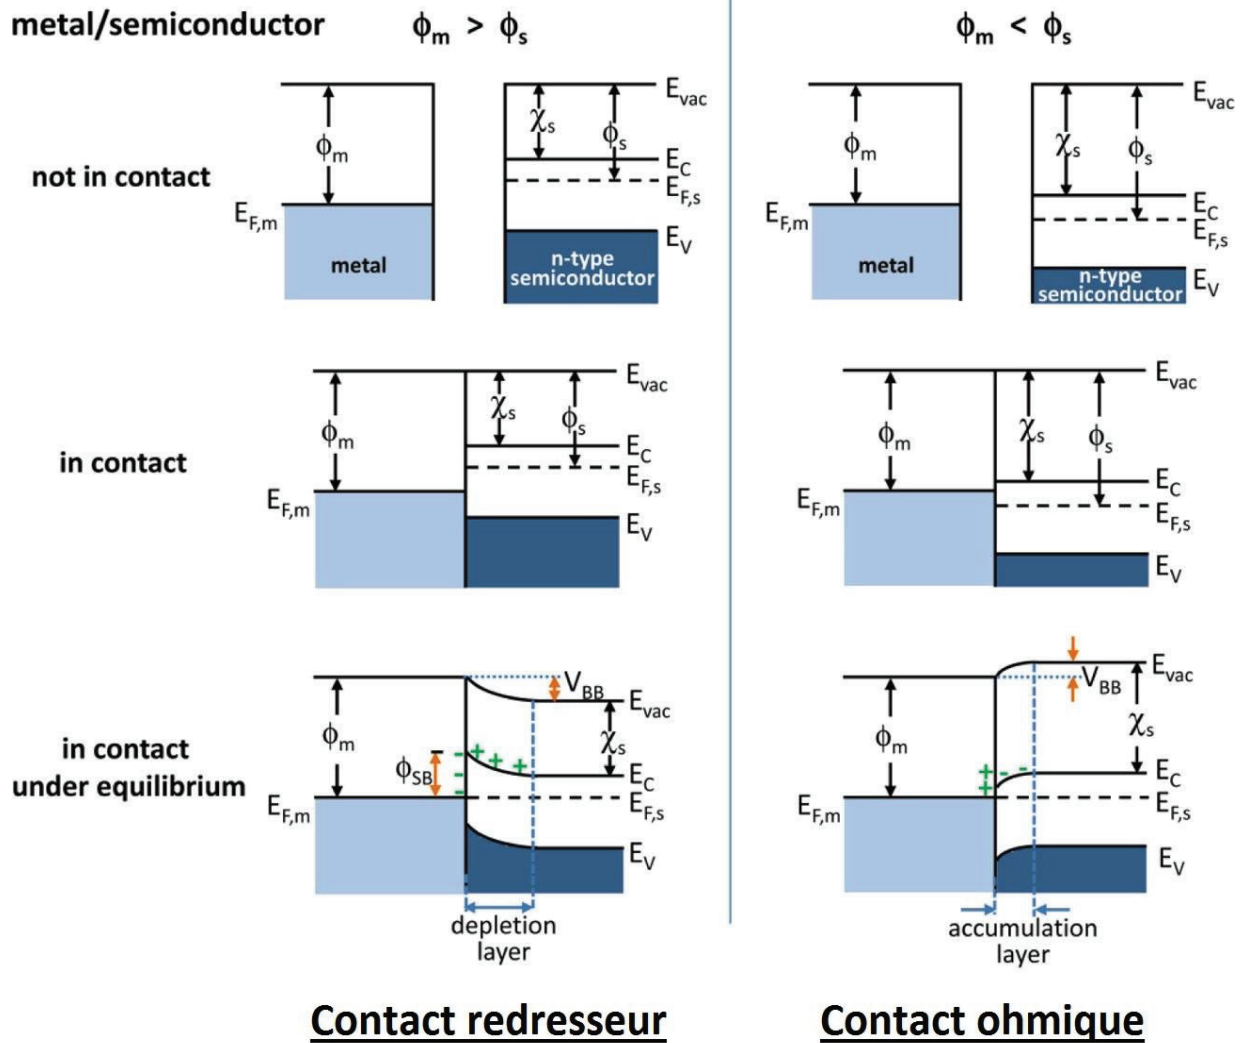 metal/semiconductor
ϕm > ϕs
ϕm < ϕs
not in contact
ϕm
EF,m
metal
χs
ϕs
Evac
EC
EF,s
EV
n-type
semiconductor
ϕm
EF,m
metal
χs
ϕs
Evac
EC
EF,s
EV
n-type
semiconductor
in contact
ϕm
EF,m
χs
ϕs
Evac
EC
EF,s
EV
ϕm
EF,m
χs
ϕs
Evac
EC
EF,s
EV
in contact
under equilibrium
ϕm
EF,m
ϕSB
- + + +
-
-
VBB
Evac
χs
EC
EF,s
EV
depletion
layer
ϕm
EF,m
+ - -
+
VBB
Evac
χs
EC
EF,s
EV
accumulation
layer
Contact redresseur
Contact ohmique